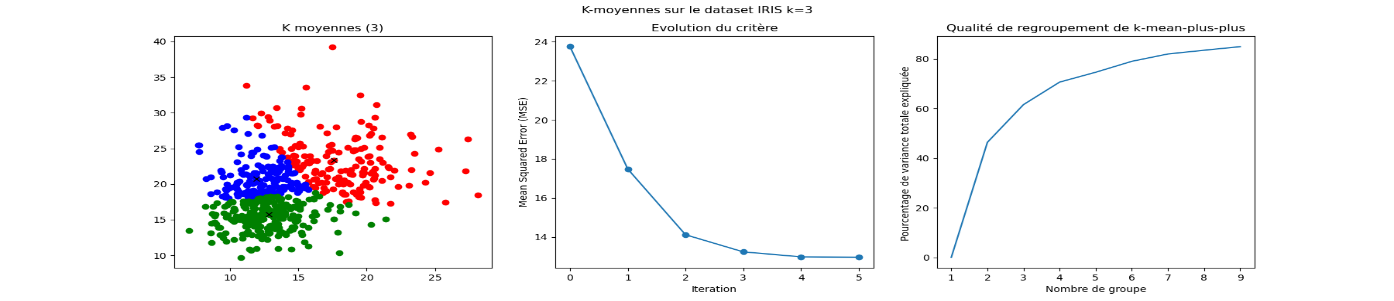 K-moyennes sur le dataset IRIS k=3
K moyennes (3)
40
35
30
25
20
15
10
10 15 20 25
Evolution du critère
Mean Squared Error (MSE)
24
22
20
18
16
14
0 1 2 3 4 5
Iteration
Qualité de regroupement de k-mean-plus-plus
Pourcentage de variance totale expliquée
80
60
40
20
0
1 2 3 4 5 6 7 8 9
Nombre de groupe